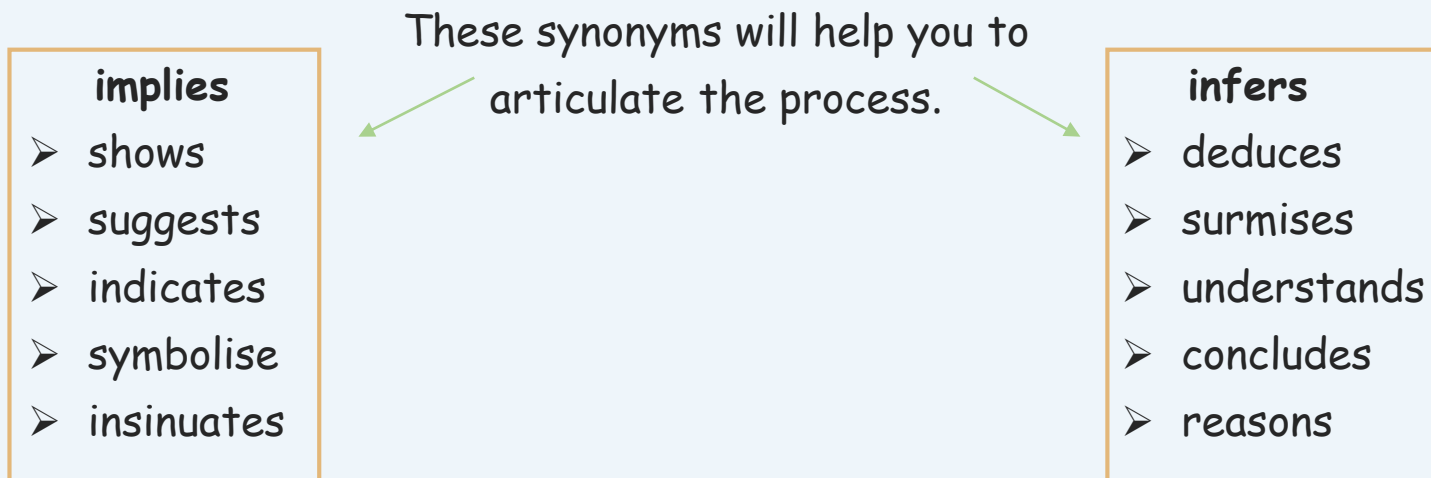 These synonyms will help you to
articulate the process.
implies
➢ shows
➢ suggests
➢ indicates
➢ symbolise
➢ insinuates
infers
➢ deduces
➢ surmises
➢ understands
➢ concludes
➢ reasons